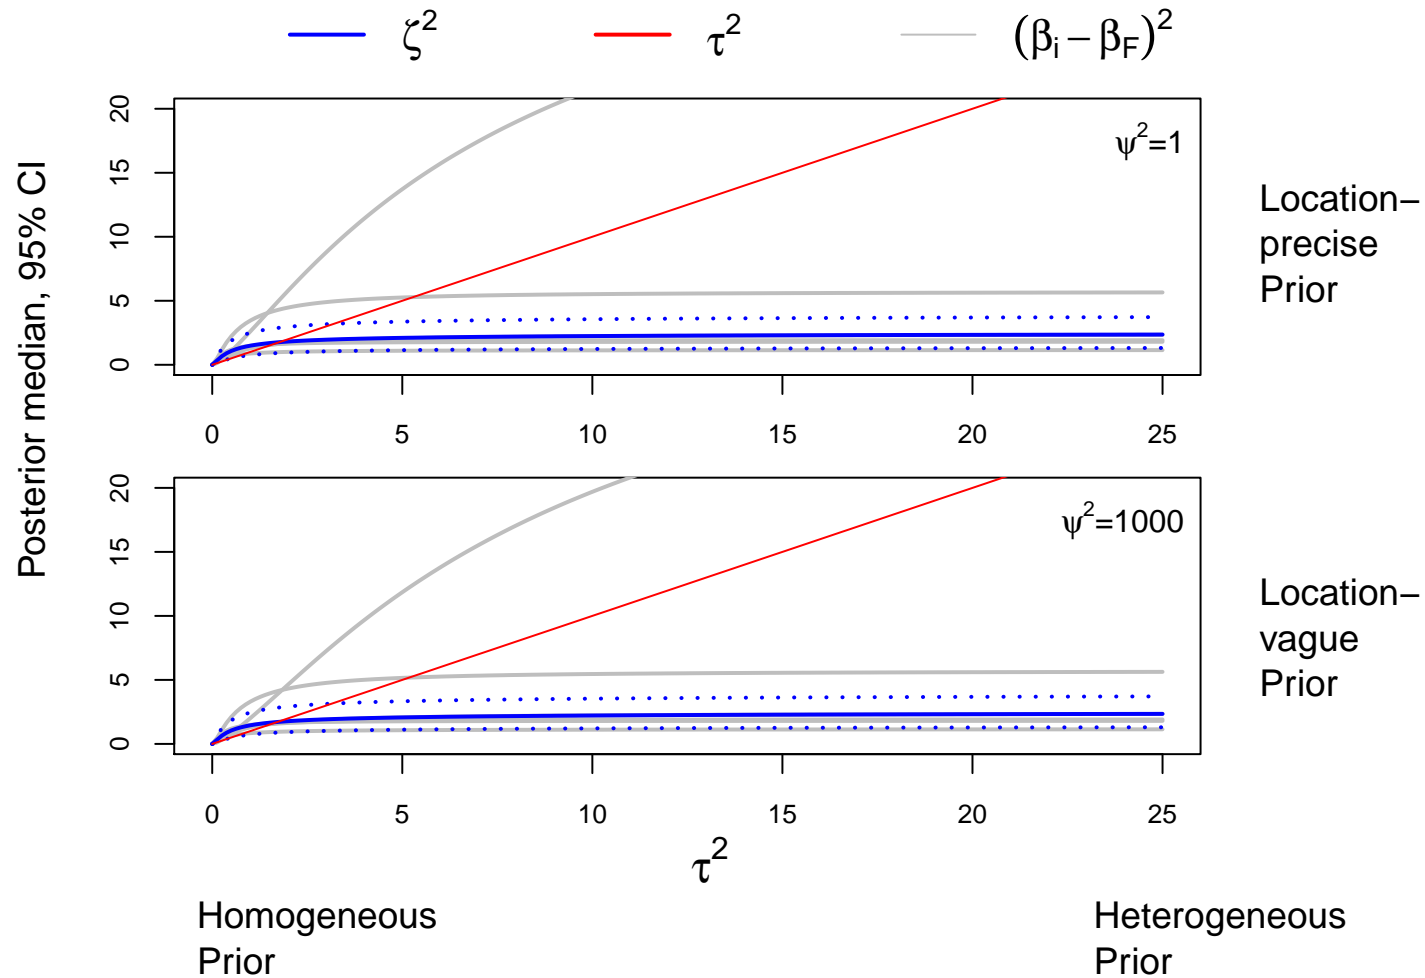 ζ² τ² (βᵢ − β_F)²
Posterior median, 95% CI
20
15
10
5
0
ψ²=1
0 5 10 15 20 25
Location−
precise
Prior
20
15
10
5
0
ψ²=1000
0 5 10 15 20 25
Location−
vague
Prior
τ²
Homogeneous
Prior
Heterogeneous
Prior